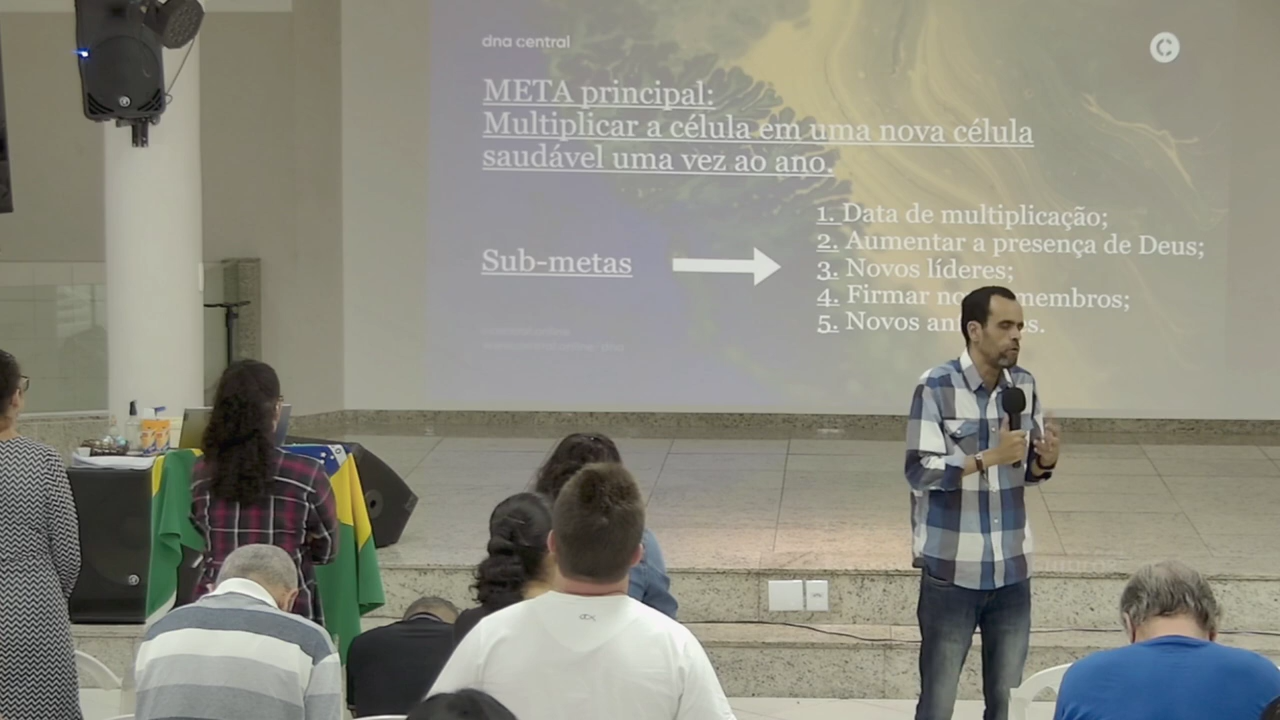 dna central
META principal:
Multiplicar a célula em uma nova célula
saudável uma vez ao ano.
Sub-metas
1. Data de multiplicação;
2. Aumentar a presença de Deus;
3. Novos líderes;
4. Firmar membros;
5. Novos